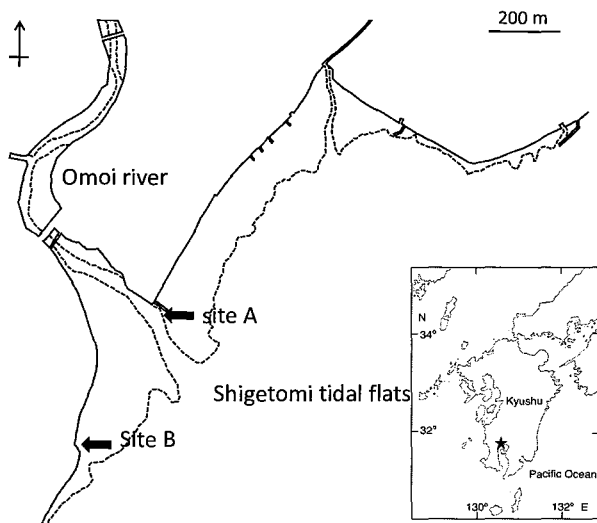 200 m
Omoi river
site A
Shigetomi tidal flats
Site B
N
34°
Kyushu
32°
Pacific Ocean
130°
132° E